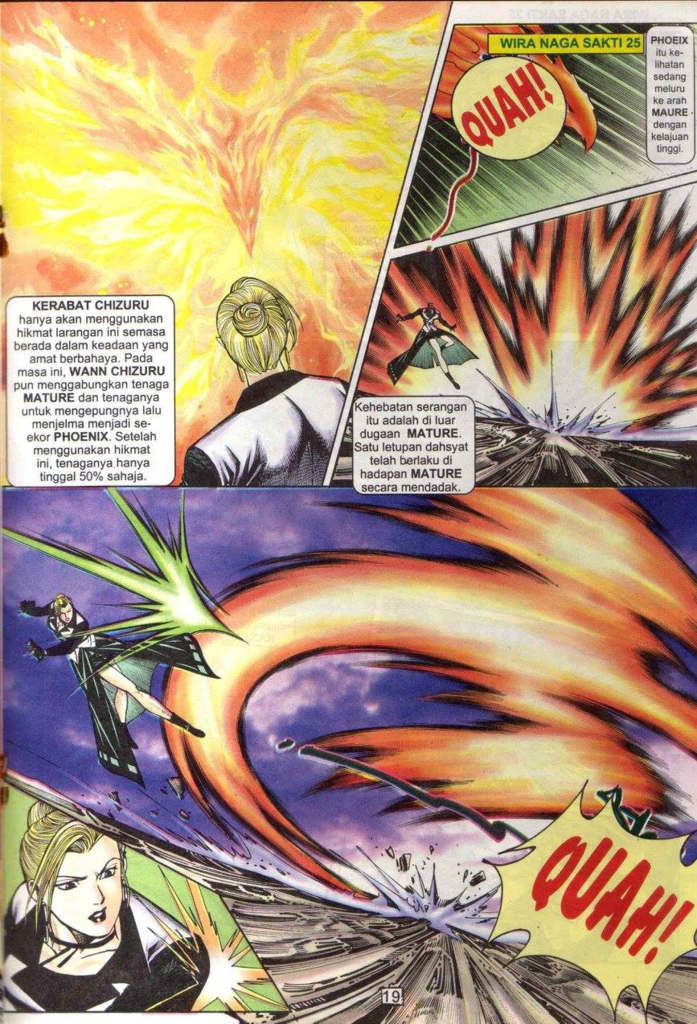 WIRA NAGA SAKTI 25
PHOEIX
itu ke-
lihatan
sedang
meluru
ke arah
MAURE
dengan
kelajuan
tinggi.
QUAH!
KERABAT CHIZURU
hanya akan menggunakan
hikmat larangan ini semasa
berada dalam keadaan yang
amat berbahaya. Pada
masa ini, WANN CHIZURU
pun menggabungkan tenaga
MATURE dan tenaganya
untuk mengepungnya lalu
menjelma menjadi se-
ekor PHOENIX. Setelah
menggunakan hikmat
ini, tenaganya hanya
tinggal 50% sahaja.
Kehebatan serangan
itu adalah di luar
dugaan MATURE.
Satu letupan dahsyat
telah berlaku di
hadapan MATURE
secara mendadak.
QUAH!
19